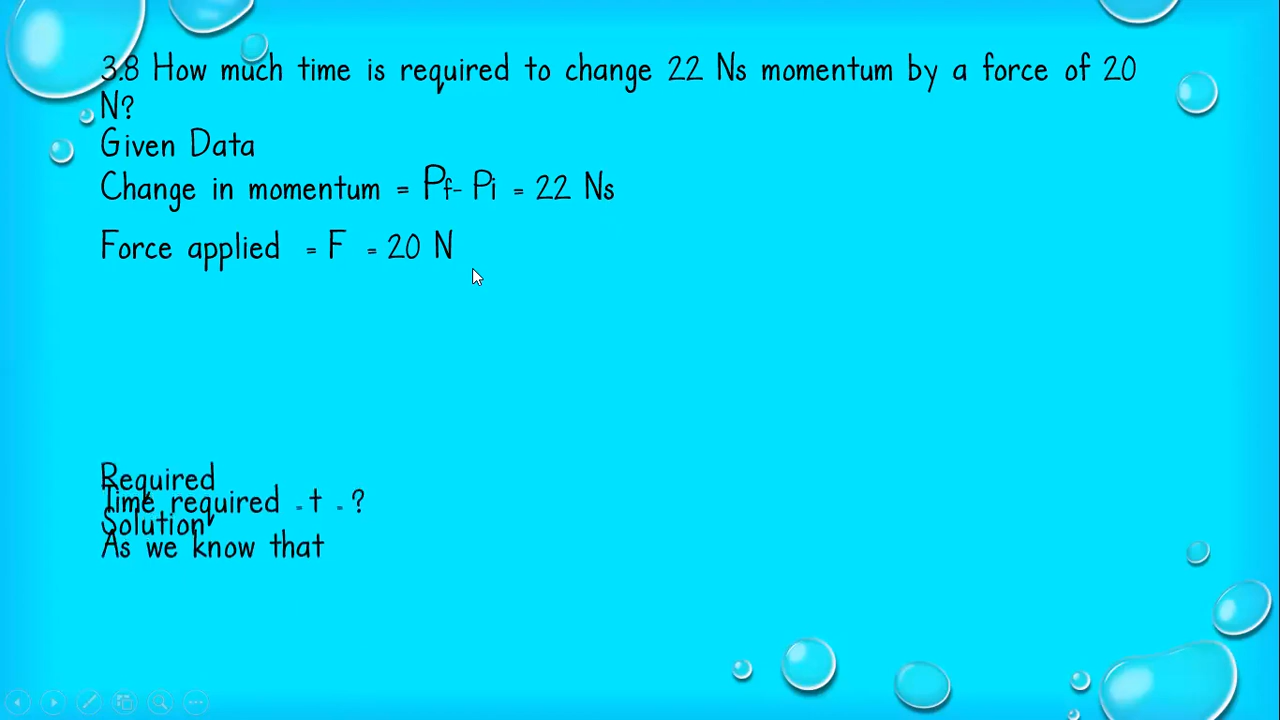 3.8 How much time is required to change 22 Ns momentum by a force of 20
N?
Given Data
Change in momentum = Pf- Pi = 22 Ns
Force applied = F = 20 N
Required
Time required = t = ?
Solution
As we know that